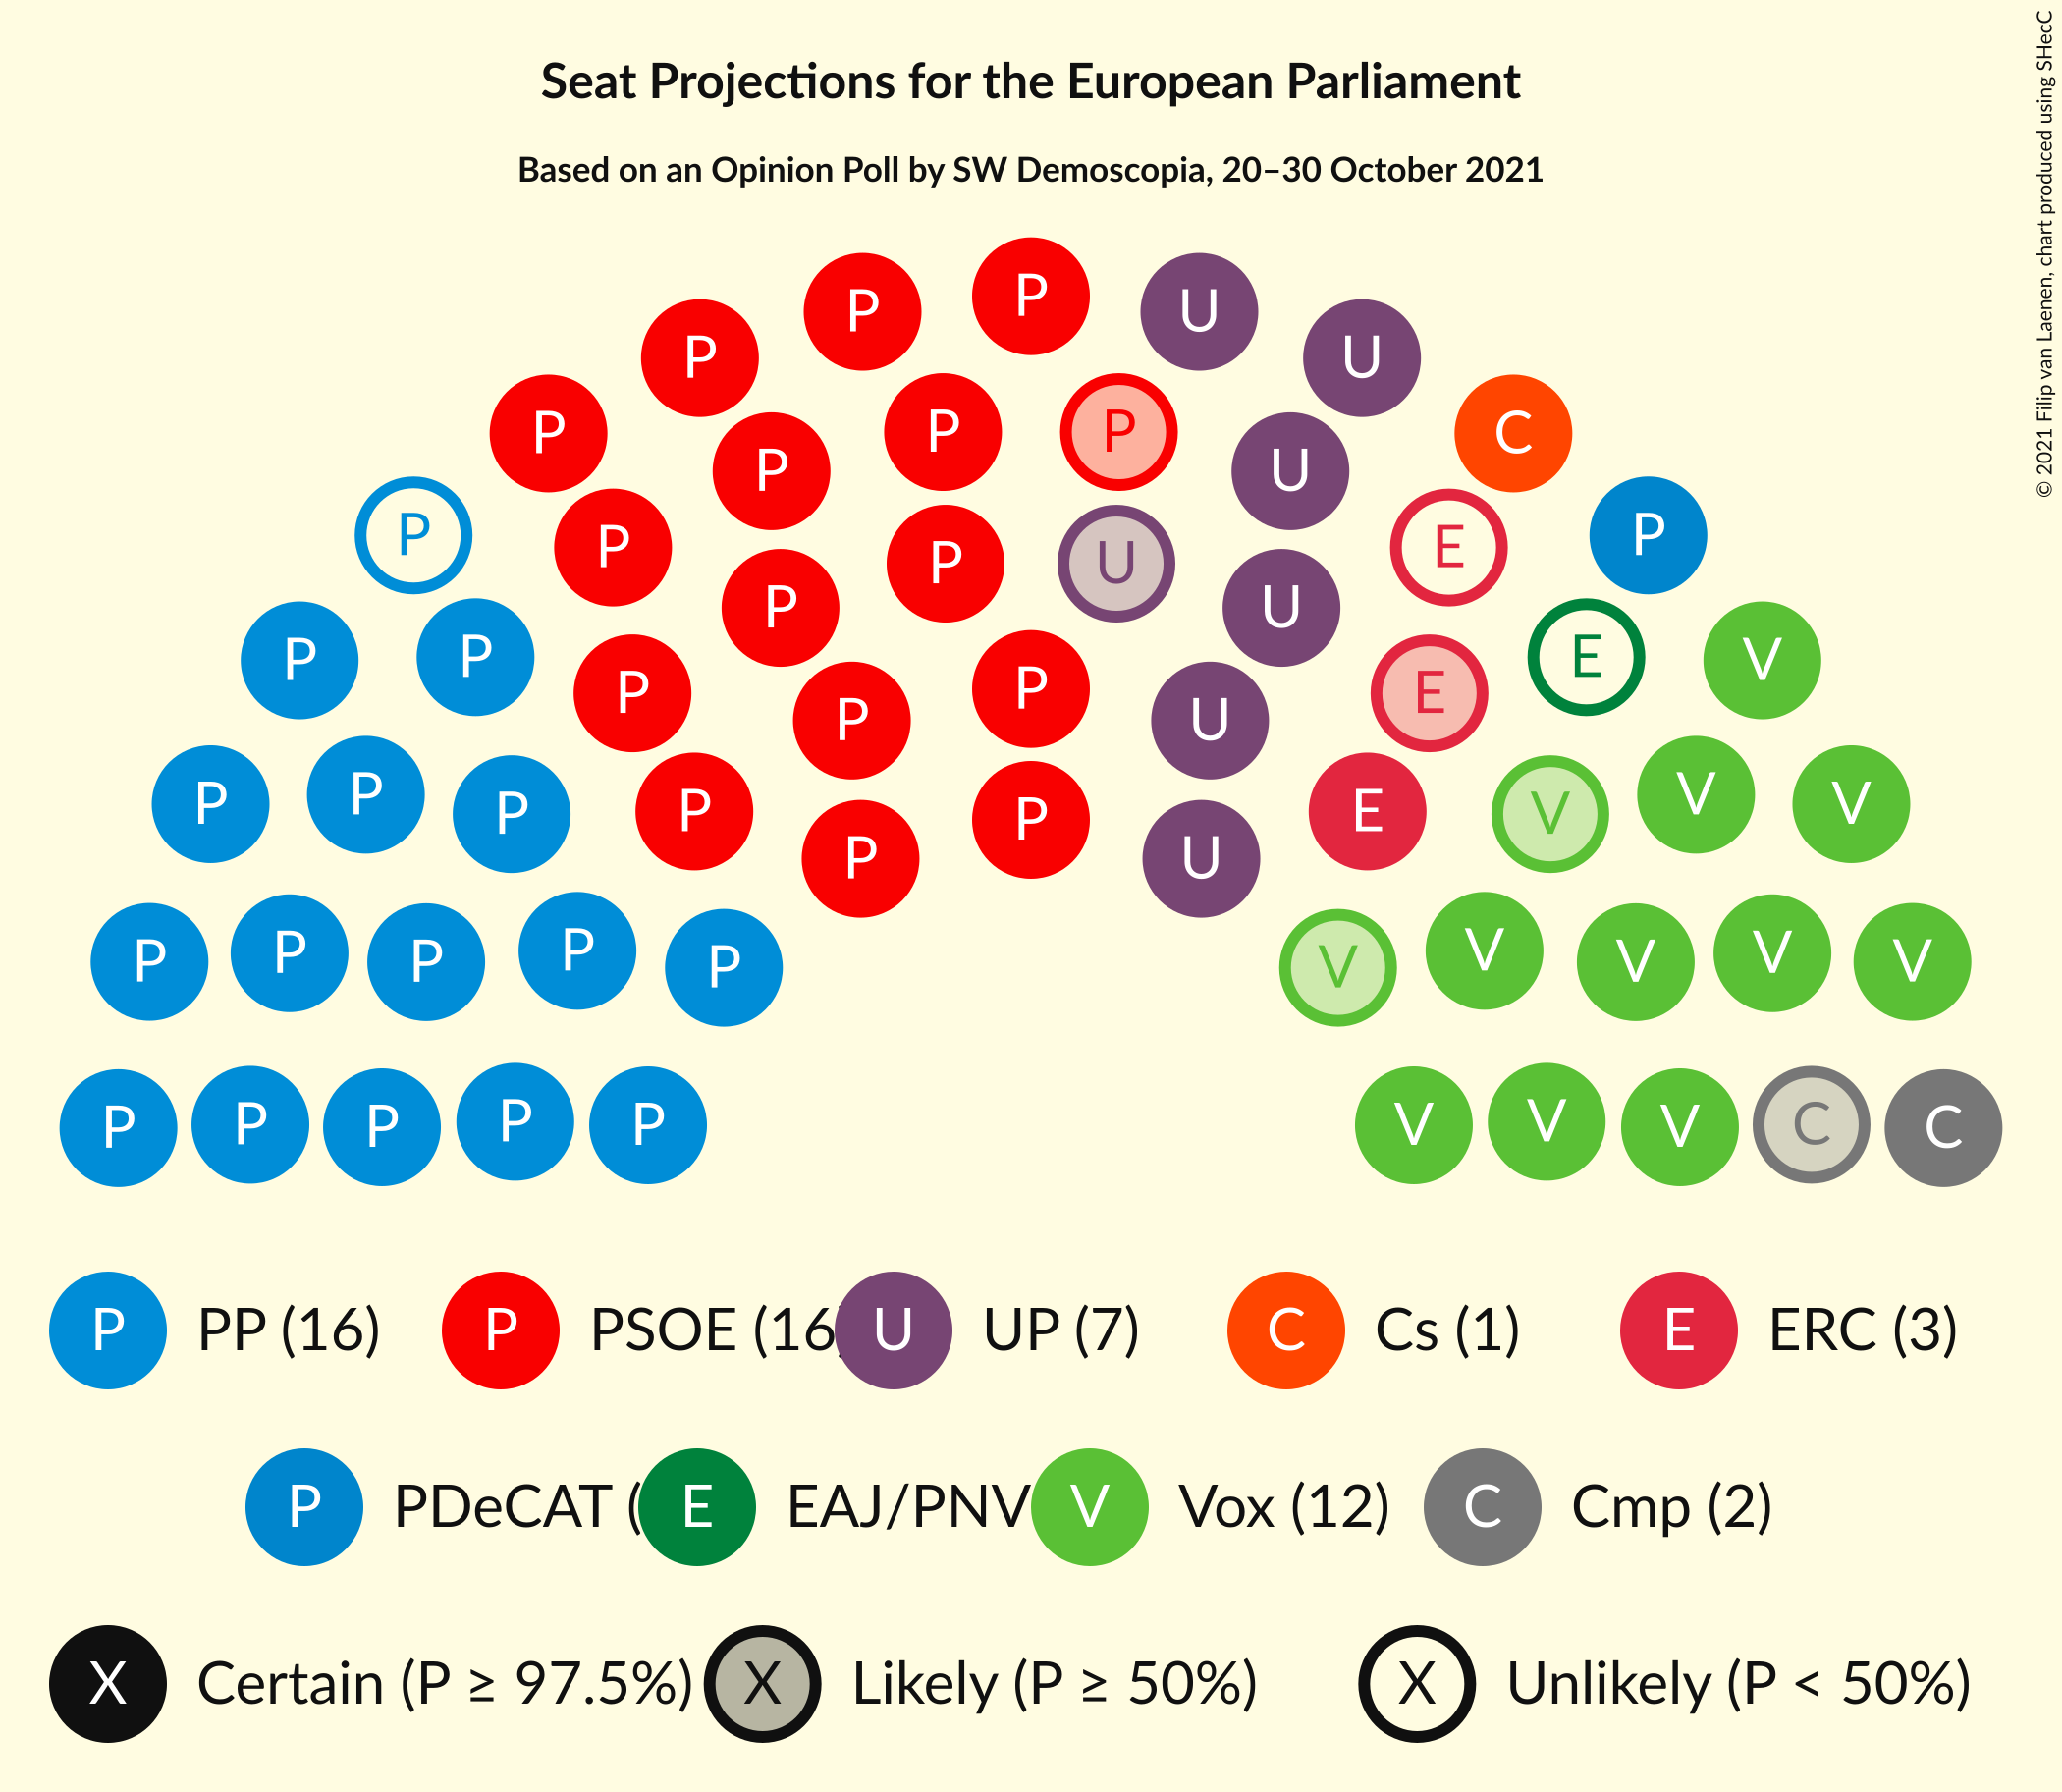 Seat Projections for the European Parliament
Based on an Opinion Poll by SW Demoscopia, 20–30 October 2021
© 2021 Filip van Laenen, chart produced using SHecC
P
P U
P U
P P P C
P U
P P
P E
P U
P U
P P E V
P P E
P U
P P P P P E V V V
P U
P P P P P V V V V V
P P P P P V V V C C
P PP (16) P PSOE (16 U UP (7) C Cs (1) E ERC (3)
P PDeCAT ( E EAJ/PNV V Vox (12) C Cmp (2)
X Certain (P ≥ 97.5%) X Likely (P ≥ 50%) X Unlikely (P < 50%)